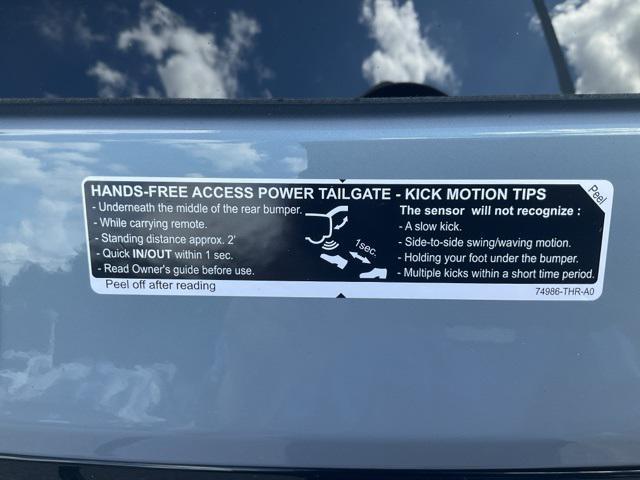 HANDS-FREE ACCESS POWER TAILGATE - KICK MOTION TIPS
- Underneath the middle of the rear bumper.
- While carrying remote.
- Standing distance approx. 2'
- Quick IN/OUT within 1 sec.
- Read Owner's guide before use.
1sec.
The sensor will not recognize :
- A slow kick.
- Side-to-side swing/waving motion.
- Holding your foot under the bumper.
- Multiple kicks within a short time period.
Peel
Peel off after reading
74986-THR-A0